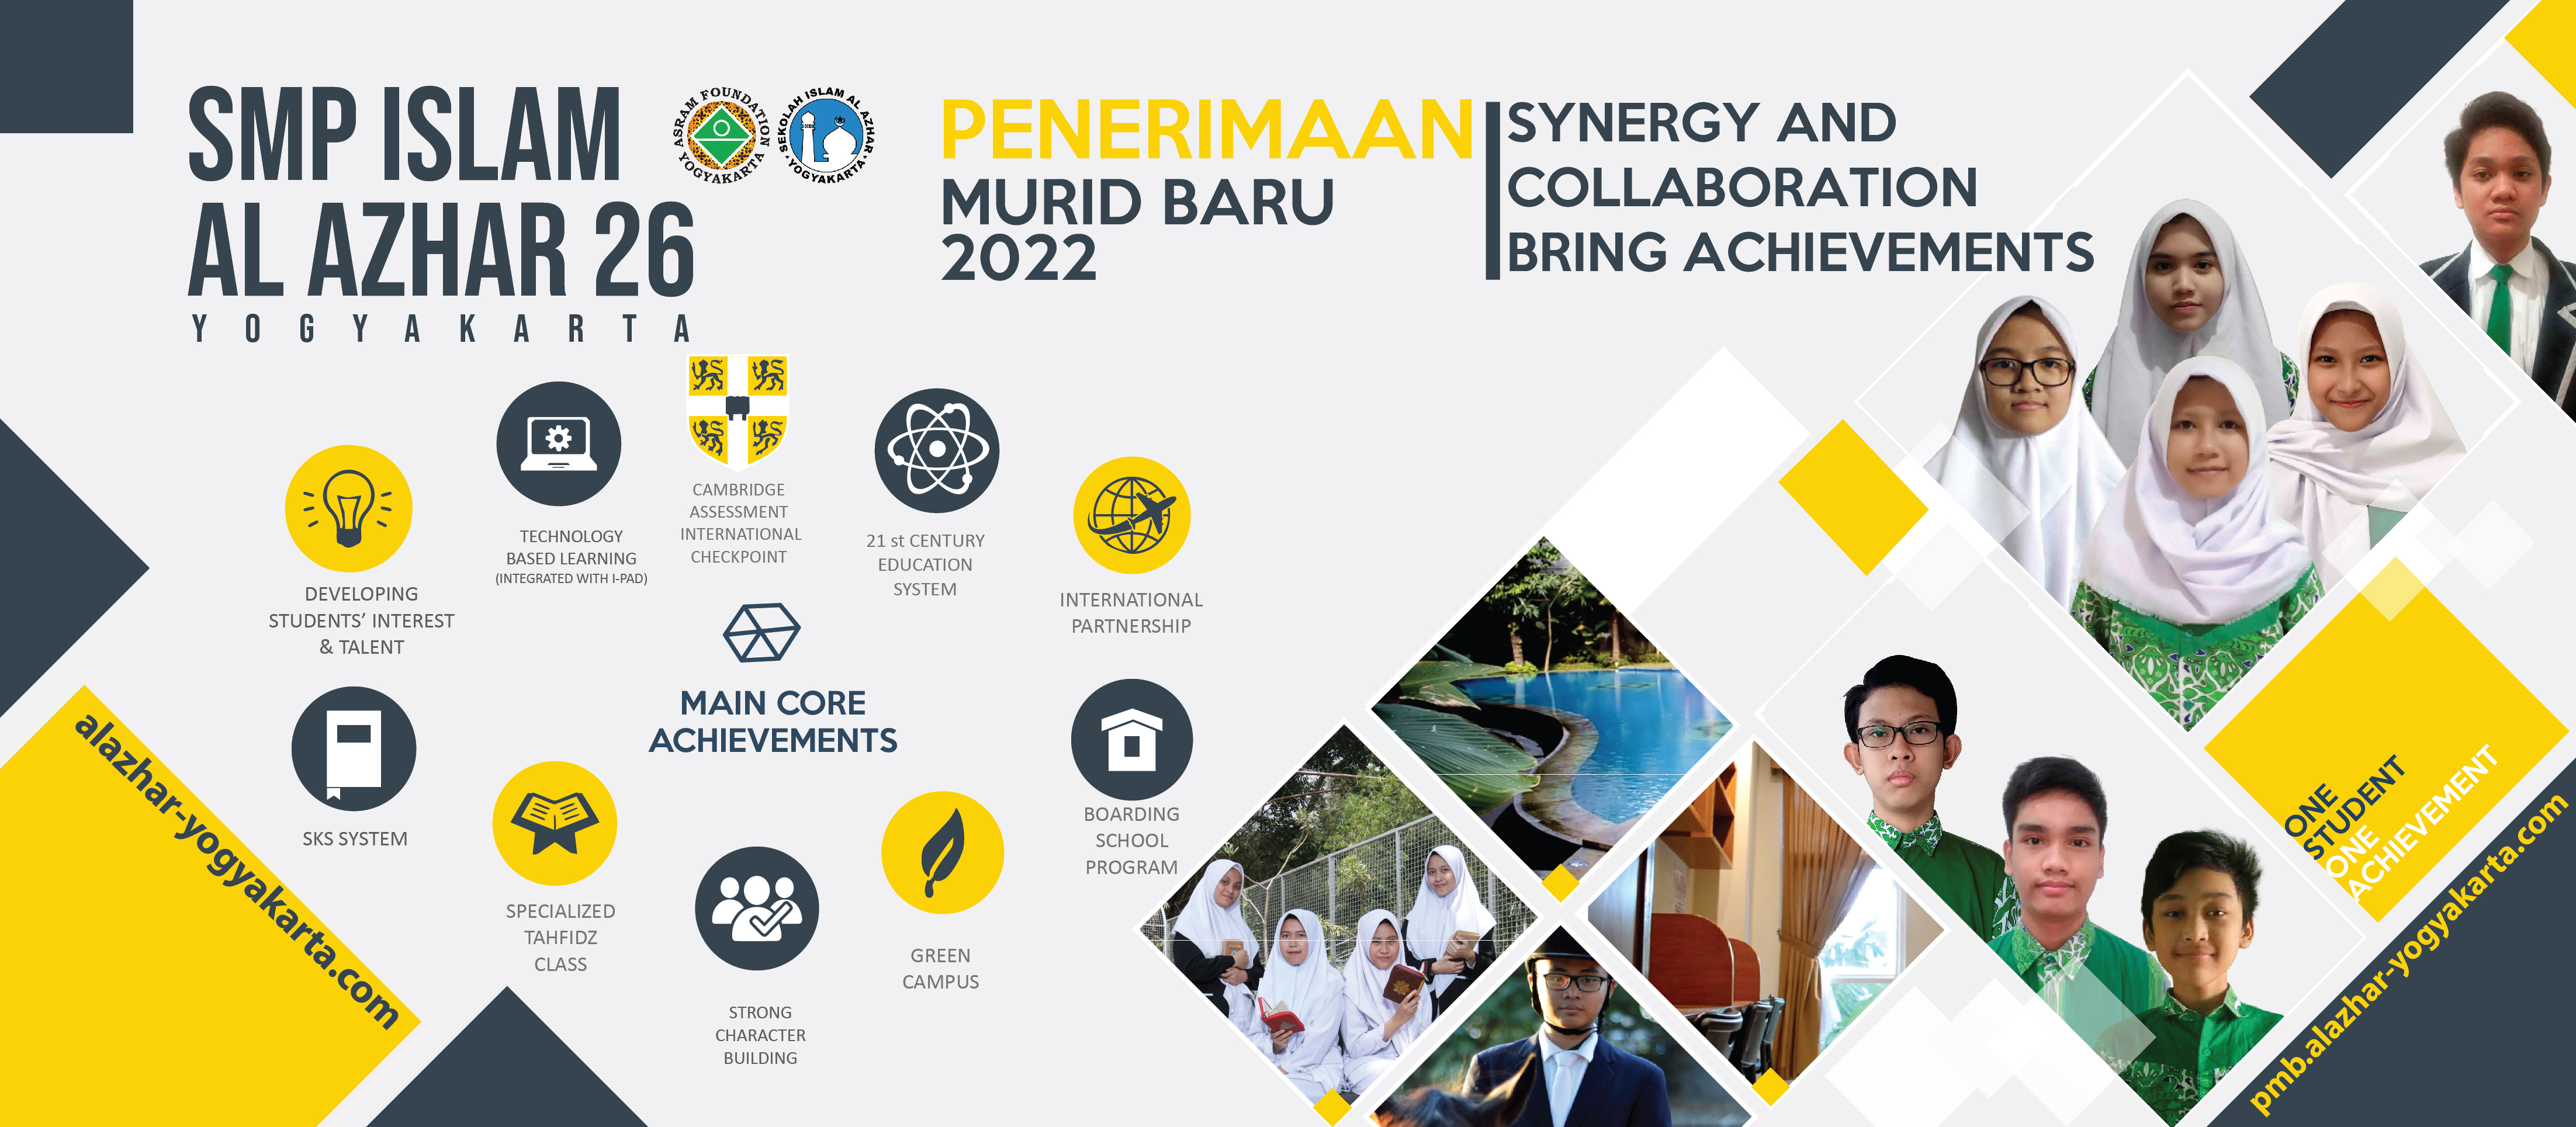 SMP ISLAM
AL AZHAR 26
YOGYAKARTA
ASRAM FOUNDATION
YOGYAKARTA
SEKOLAH ISLAM AL AZHAR
YOGYAKARTA
PENERIMAAN
MURID BARU
2022
SYNERGY AND
COLLABORATION
BRING ACHIEVEMENTS
DEVELOPING
STUDENTS’ INTEREST
& TALENT
TECHNOLOGY
BASED LEARNING
(INTEGRATED WITH I-PAD)
CAMBRIDGE
ASSESSMENT
INTERNATIONAL
CHECKPOINT
21 st CENTURY
EDUCATION
SYSTEM
INTERNATIONAL
PARTNERSHIP
MAIN CORE
ACHIEVEMENTS
SKS SYSTEM
SPECIALIZED
TAHFIDZ
CLASS
STRONG
CHARACTER
BUILDING
GREEN
CAMPUS
BOARDING
SCHOOL
PROGRAM
alazhar-yogyakarta.com
ONE
STUDENT
ONE
ACHIEVEMENT
pmb.alazhar-yogyakarta.com